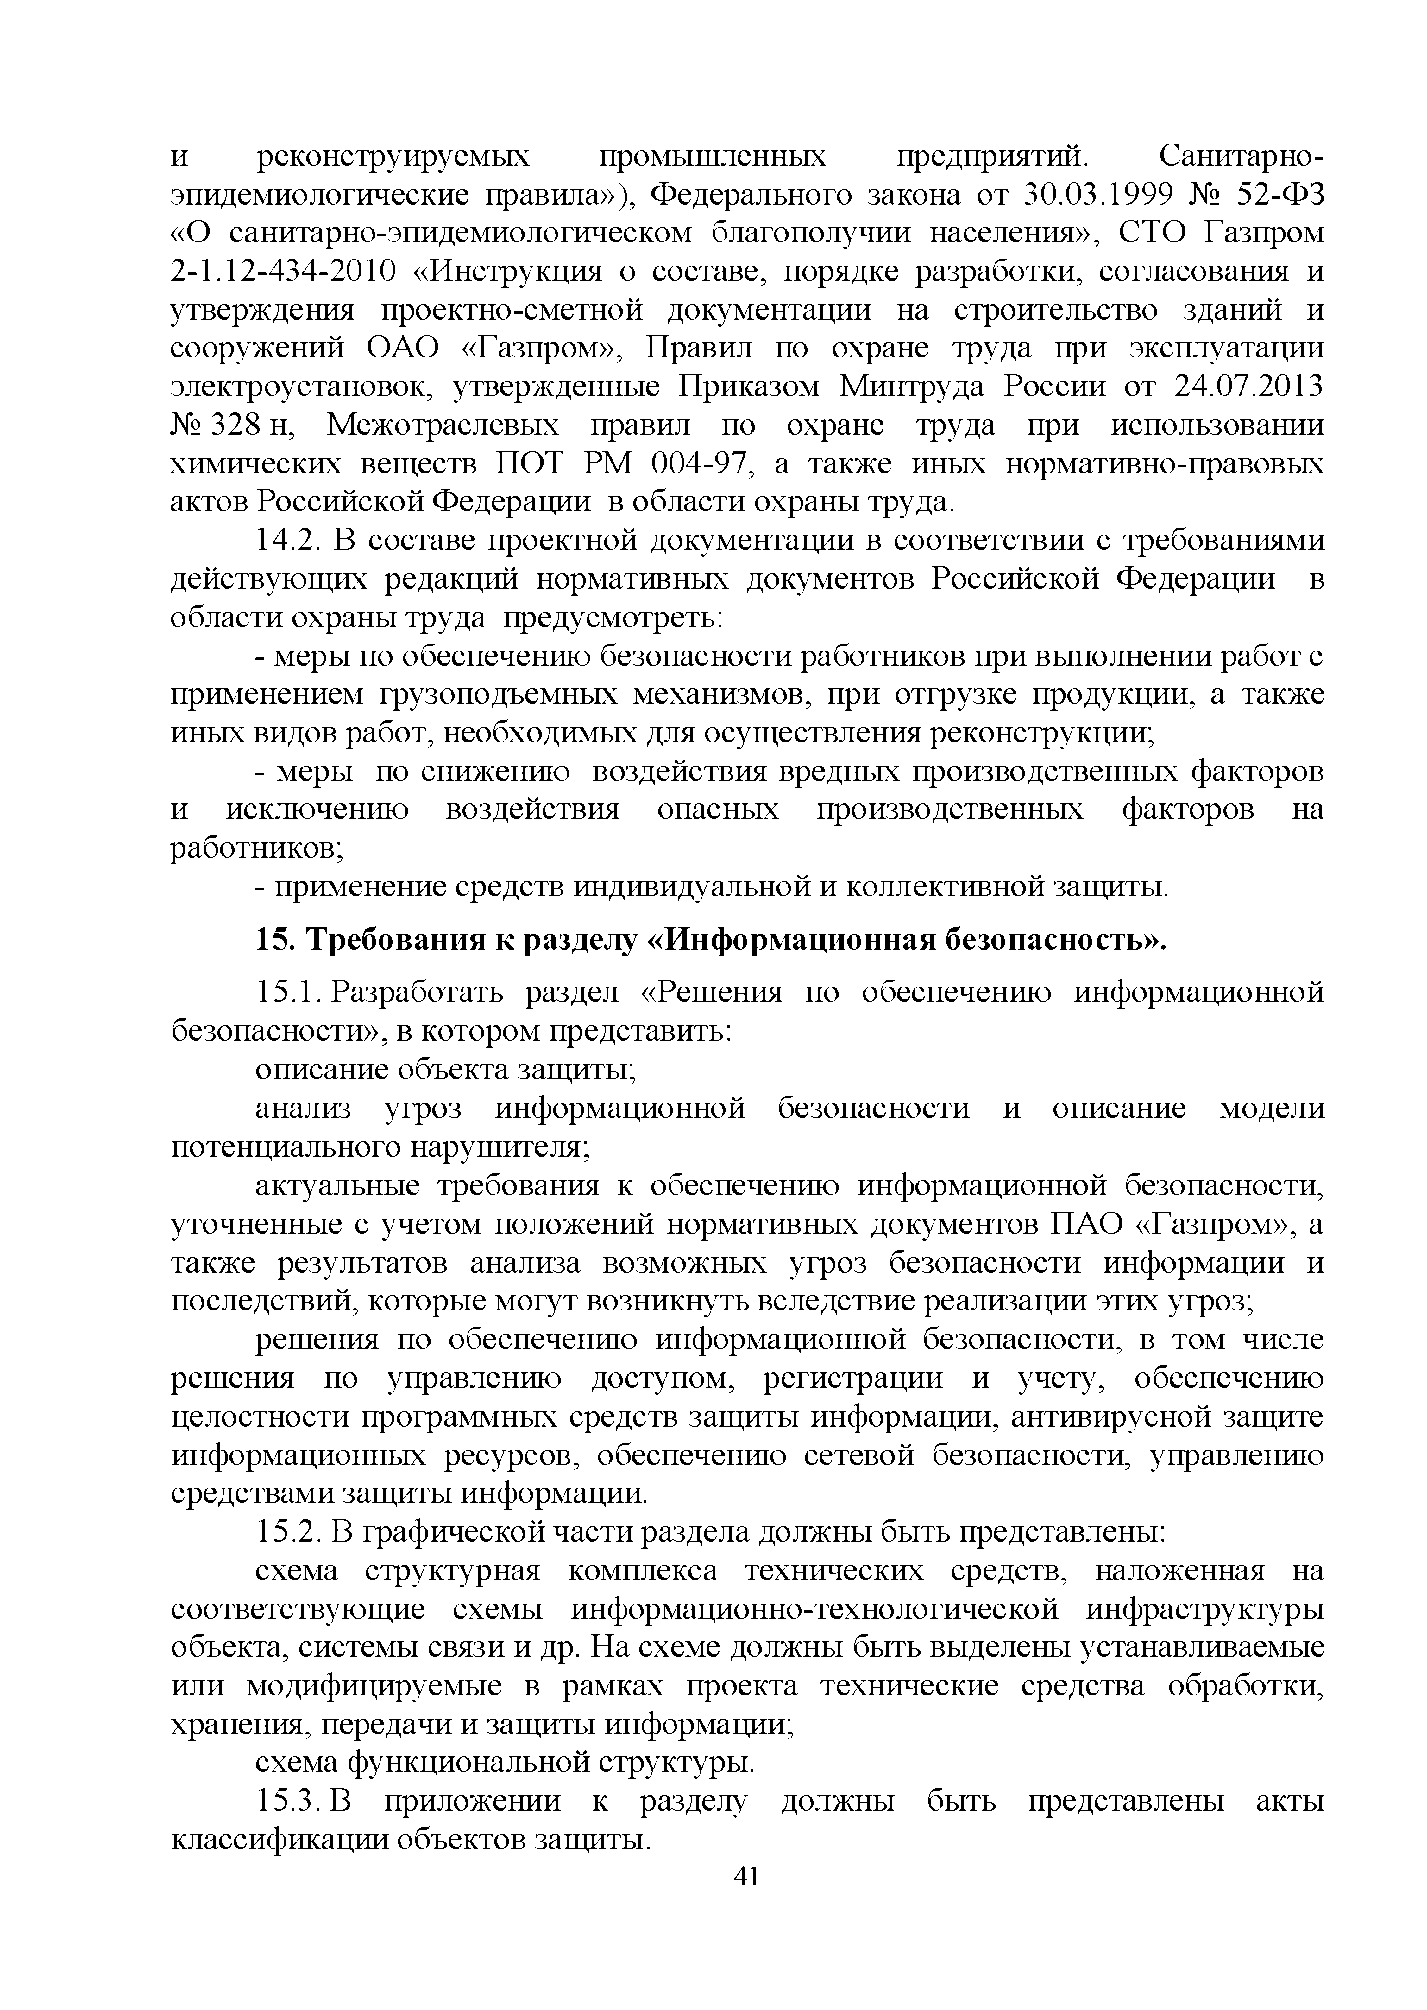 и реконструируемых промышленных предприятий. Санитарно-
эпидемиологические правила»), Федерального закона от 30.03.1999 № 52-ФЗ
«О санитарно-эпидемиологическом благополучии населения», СТО Газпром
2-1.12-434-2010 «Инструкция о составе, порядке разработки, согласования и
утверждения проектно-сметной документации на строительство зданий и
сооружений ОАО «Газпром», Правил по охране труда при эксплуатации
электроустановок, утвержденные Приказом Минтруда России от 24.07.2013
№ 328 н, Межотраслевых правил по охране труда при использовании
химических веществ ПОТ РМ 004-97, а также иных нормативно-правовых
актов Российской Федерации в области охраны труда.
14.2. В составе проектной документации в соответствии с требованиями
действующих редакций нормативных документов Российской Федерации в
области охраны труда предусмотреть:
- меры по обеспечению безопасности работников при выполнении работ с
применением грузоподъемных механизмов, при отгрузке продукции, а также
иных видов работ, необходимых для осуществления реконструкции;
- меры по снижению воздействия вредных производственных факторов
и исключению воздействия опасных производственных факторов на
работников;
- применение средств индивидуальной и коллективной защиты.
15. Требования к разделу «Информационная безопасность».
15.1. Разработать раздел «Решения по обеспечению информационной
безопасности», в котором представить:
описание объекта защиты;
анализ угроз информационной безопасности и описание модели
потенциального нарушителя;
актуальные требования к обеспечению информационной безопасности,
уточненные с учетом положений нормативных документов ПАО «Газпром», а
также результатов анализа возможных угроз безопасности информации и
последствий, которые могут возникнуть вследствие реализации этих угроз;
решения по обеспечению информационной безопасности, в том числе
решения по управлению доступом, регистрации и учету, обеспечению
целостности программных средств защиты информации, антивирусной защите
информационных ресурсов, обеспечению сетевой безопасности, управлению
средствами защиты информации.
15.2. В графической части раздела должны быть представлены:
схема структурная комплекса технических средств, наложенная на
соответствующие схемы информационно-технологической инфраструктуры
объекта, системы связи и др. На схеме должны быть выделены устанавливаемые
или модифицируемые в рамках проекта технические средства обработки,
хранения, передачи и защиты информации;
схема функциональной структуры.
15.3. В приложении к разделу должны быть представлены акты
классификации объектов защиты.
41